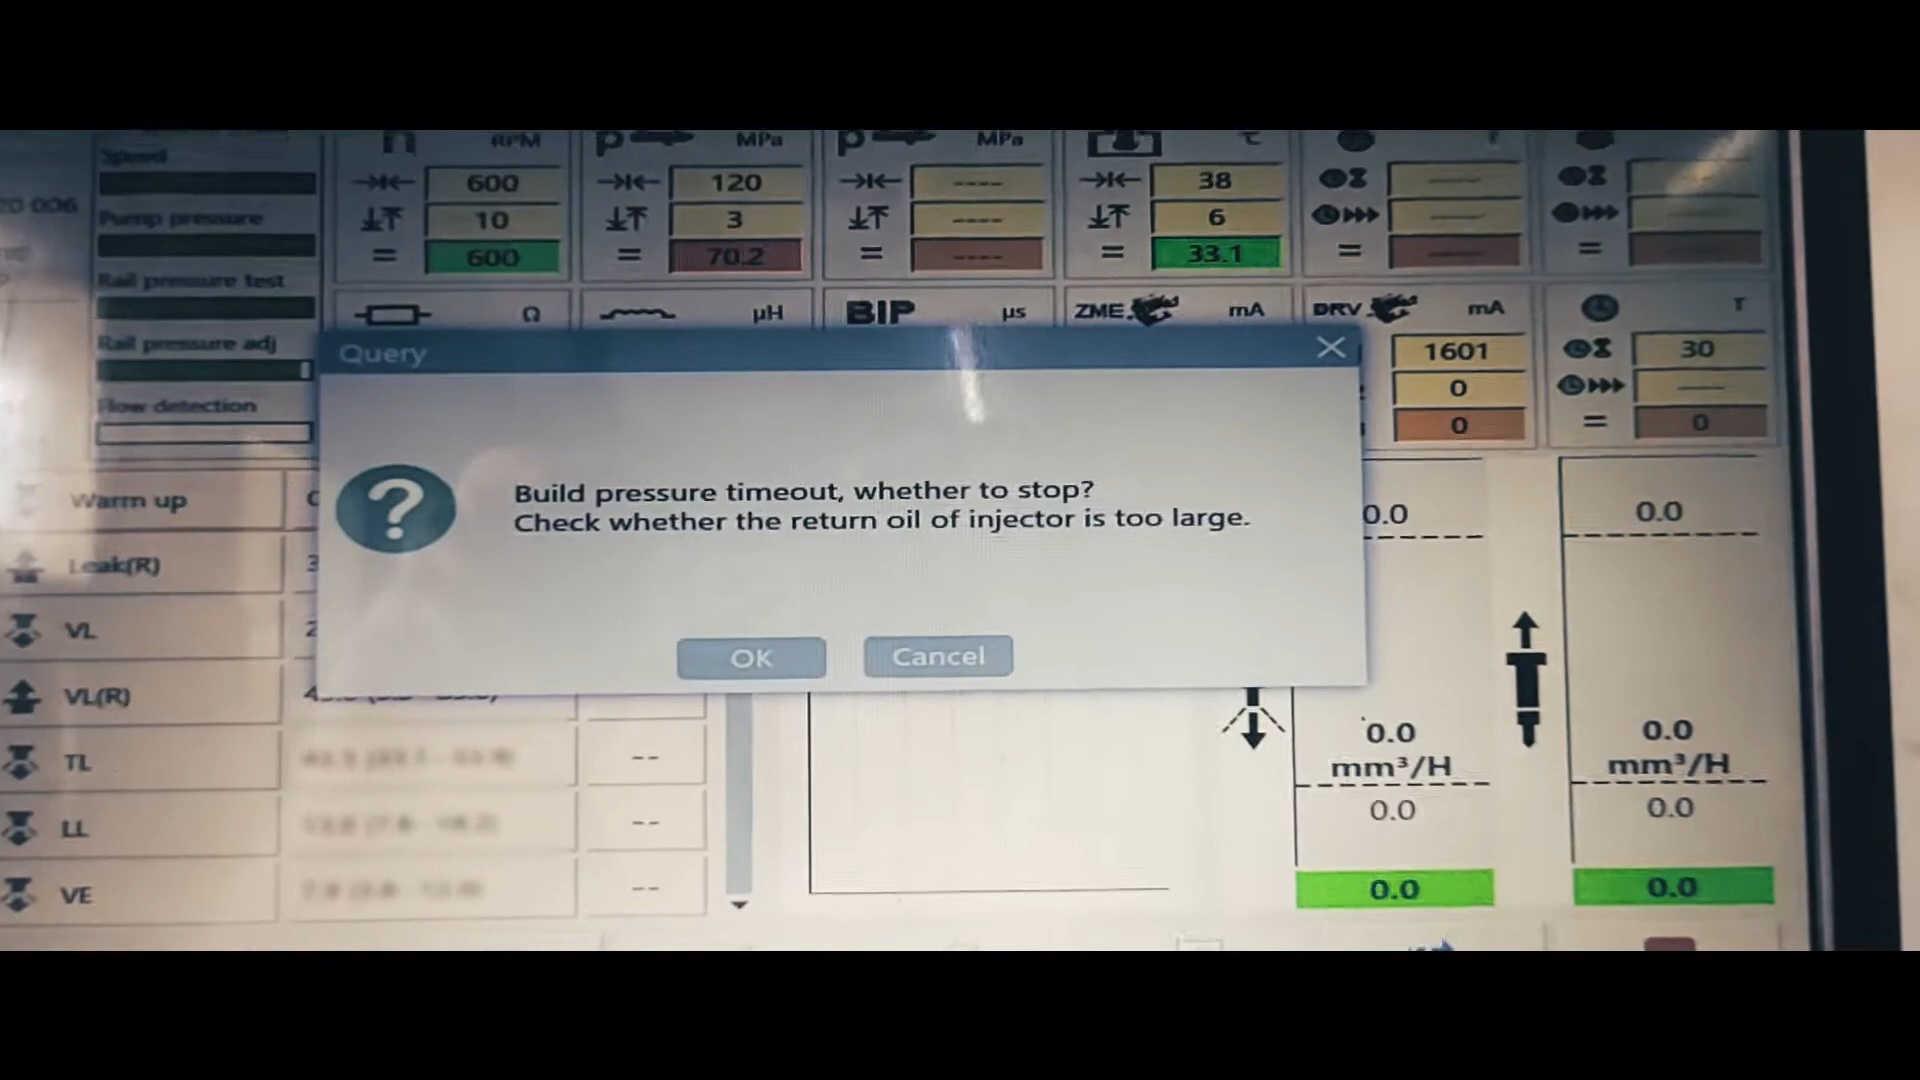 n RPM
p MPa
p MPa
°C
Speed
600
120
----
38
20 006
Pump pressure
10
3
----
6
= 600
= 70.2
= ----
= 33.1
=
=
Rail pressure test
Ω
µH
BIP µs
ZME mA
DRV mA
T
Rail pressure adj
Query
1601
30
0
Flow detection
0
= 0
Warm up
Build pressure timeout, whether to stop?
Check whether the return oil of injector is too large.
0.0
0.0
Leak(R)
VL
OK
Cancel
VL(R)
0.0
mm³/H
0.0
mm³/H
TL
--
0.0
0.0
LL
--
VE
--
0.0
0.0